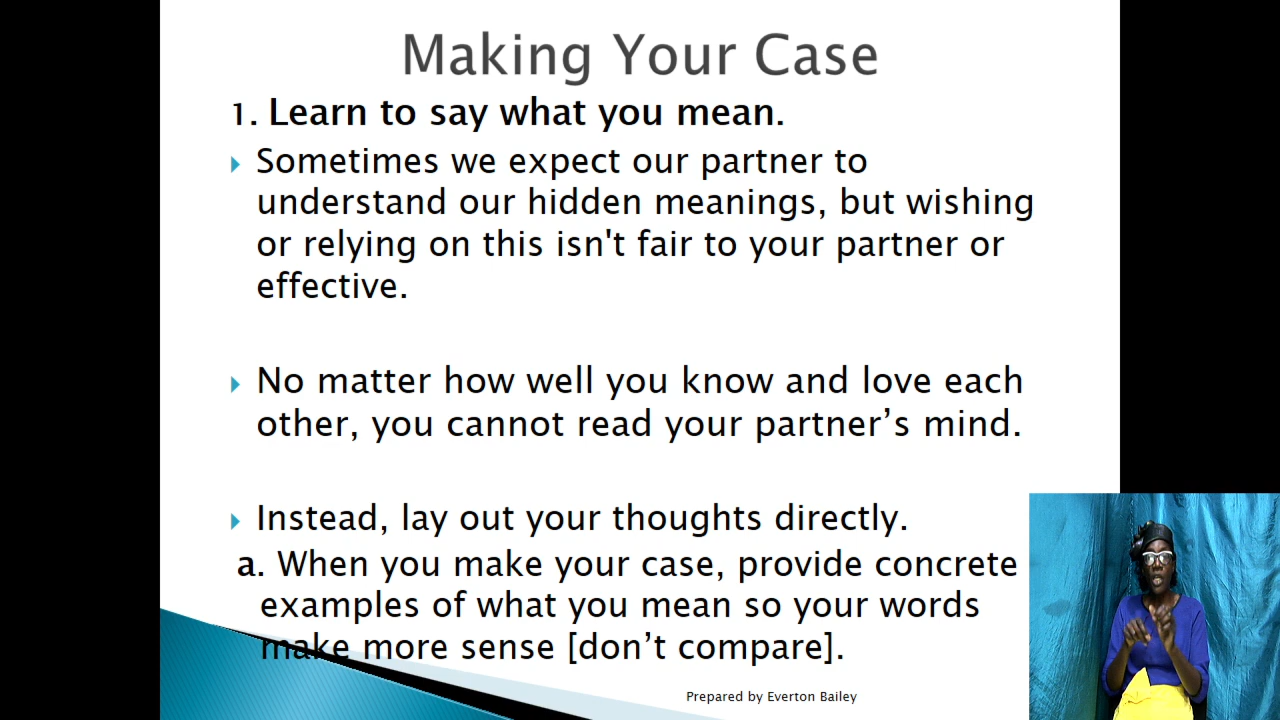 Making Your Case
1. Learn to say what you mean.
Sometimes we expect our partner to
understand our hidden meanings, but wishing
or relying on this isn't fair to your partner or
effective.
No matter how well you know and love each
other, you cannot read your partner’s mind.
Instead, lay out your thoughts directly.
a. When you make your case, provide concrete
examples of what you mean so your words
make more sense [don’t compare].
Prepared by Everton Bailey